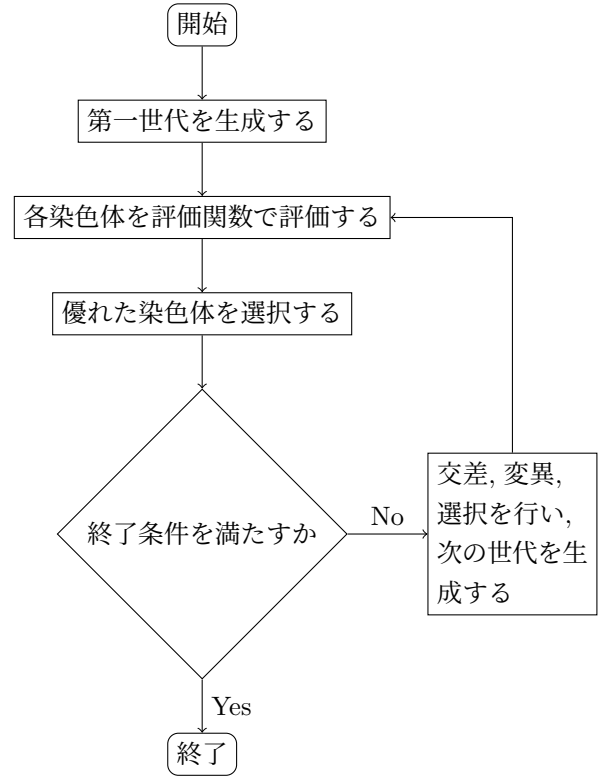 開始
第一世代を生成する
各染色体を評価関数で評価する
優れた染色体を選択する
終了条件を満たすか
No
交差, 変異,
選択を行い,
次の世代を生
成する
Yes
終了